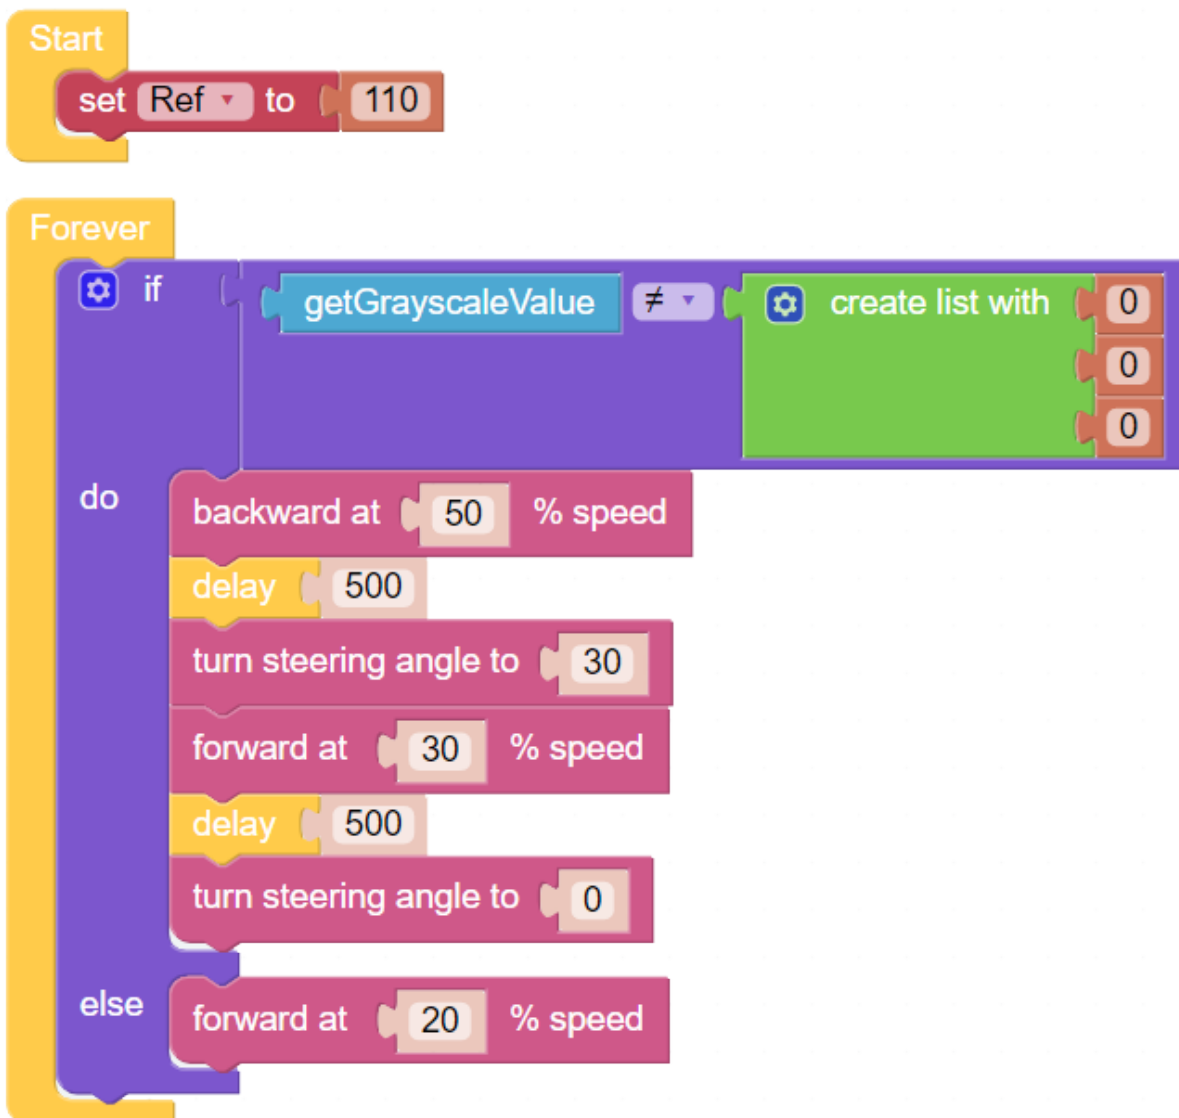 Start
set Ref to 110
Forever
if getGrayscaleValue ≠ create list with 0
0
0
do
backward at 50 % speed
delay 500
turn steering angle to 30
forward at 30 % speed
delay 500
turn steering angle to 0
else
forward at 20 % speed